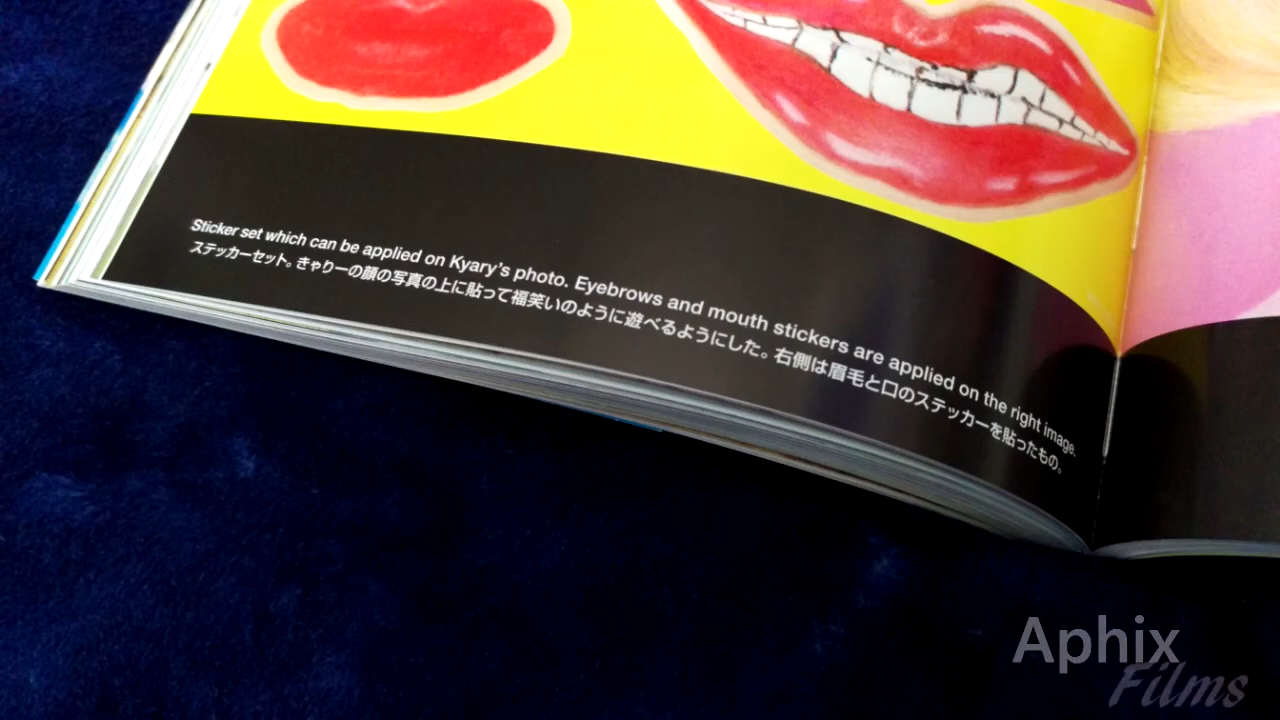 Sticker set which can be applied on Kyary's photo. Eyebrows and mouth stickers are applied on the right image.
ステッカーセット。きゃりーの顔の写真の上に貼って福笑いのように遊べるようにした。右側は眉毛と口のステッカーを貼ったもの。
Aphix
Films